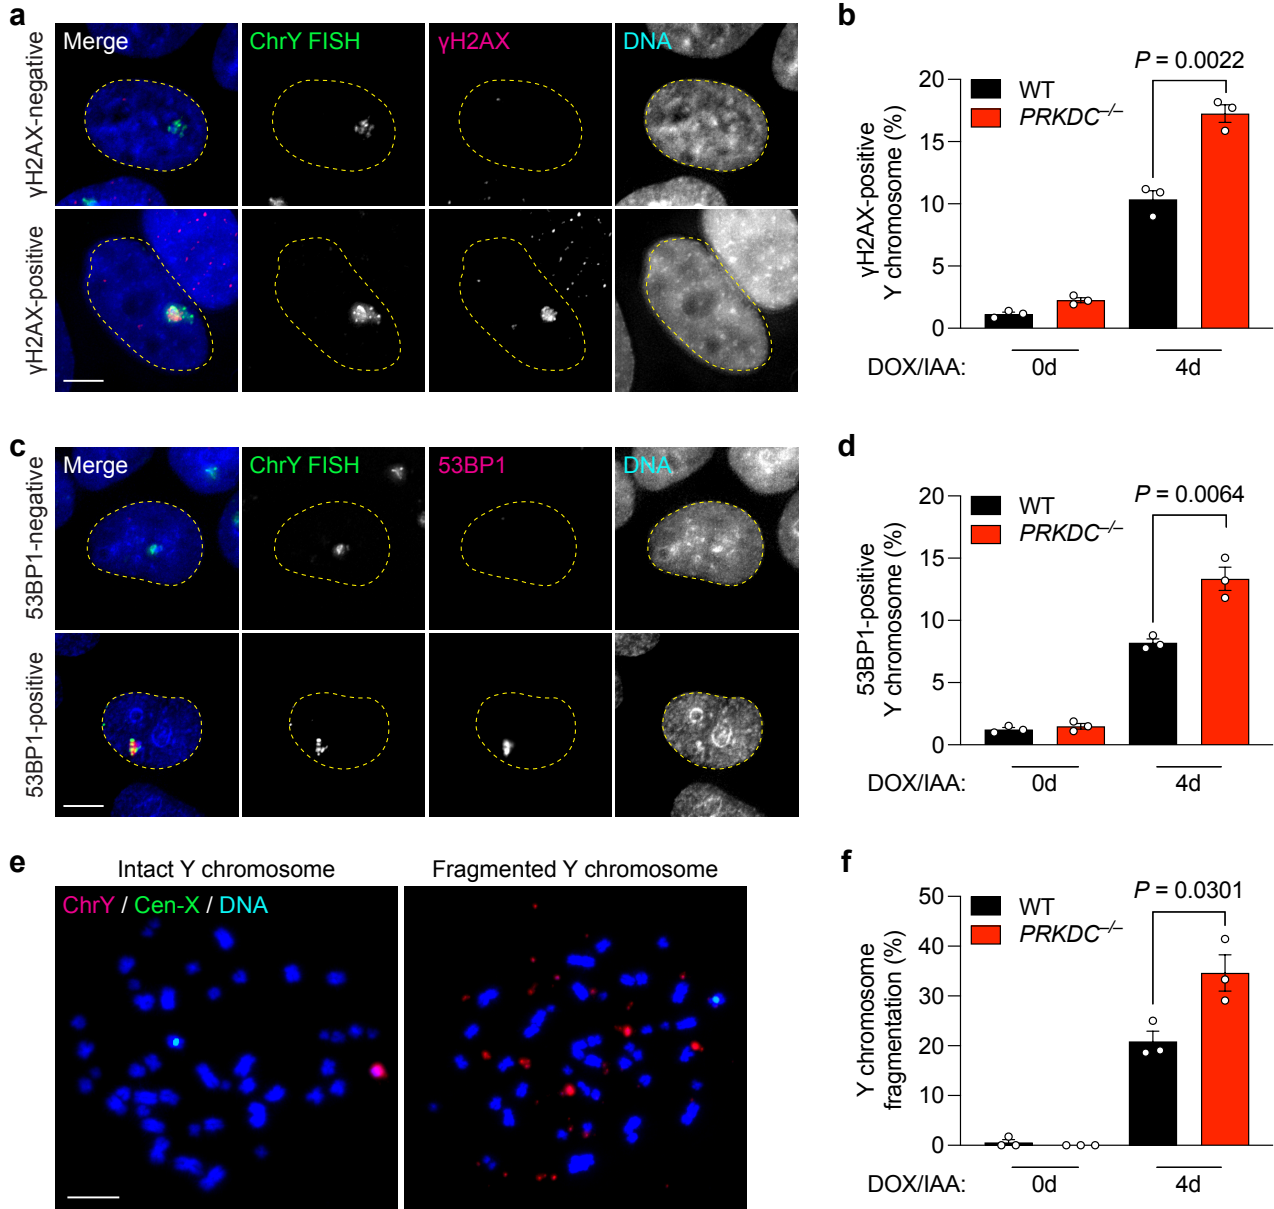 a
γH2AX-negative
Merge
ChrY FISH
γH2AX
DNA
γH2AX-positive
b
γH2AX-positive
Y chromosome (%)
20
15
10
5
0
WT
PRKDC–/–
P = 0.0022
DOX/IAA:
0d
4d
c
53BP1-negative
Merge
ChrY FISH
53BP1
DNA
53BP1-positive
d
53BP1-positive
Y chromosome (%)
20
15
10
5
0
WT
PRKDC–/–
P = 0.0064
DOX/IAA:
0d
4d
e
Intact Y chromosome
Fragmented Y chromosome
ChrY / Cen-X / DNA
f
Y chromosome
fragmentation (%)
50
40
30
20
10
0
WT
PRKDC–/–
P = 0.0301
DOX/IAA:
0d
4d